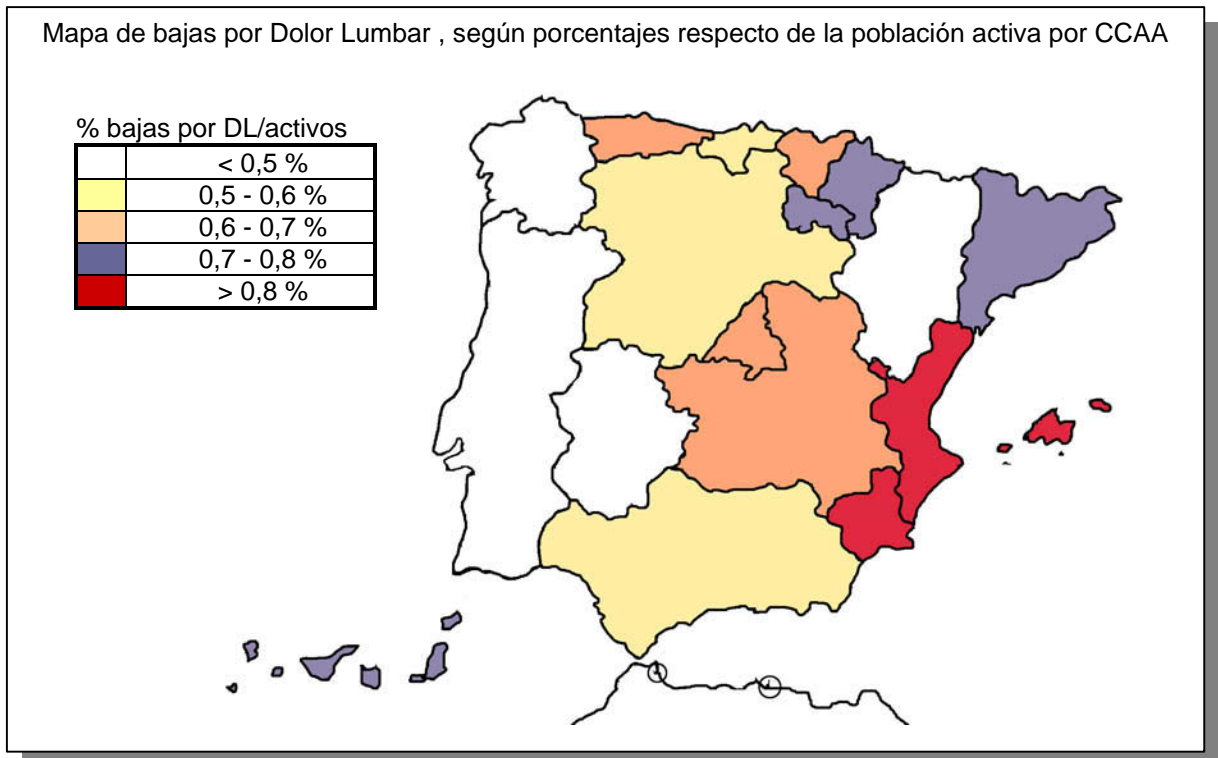 Mapa de bajas por Dolor Lumbar , según porcentajes respecto de la población activa por CCAA
% bajas por DL/activos
< 0,5 %
0,5 - 0,6 %
0,6 - 0,7 %
0,7 - 0,8 %
> 0,8 %